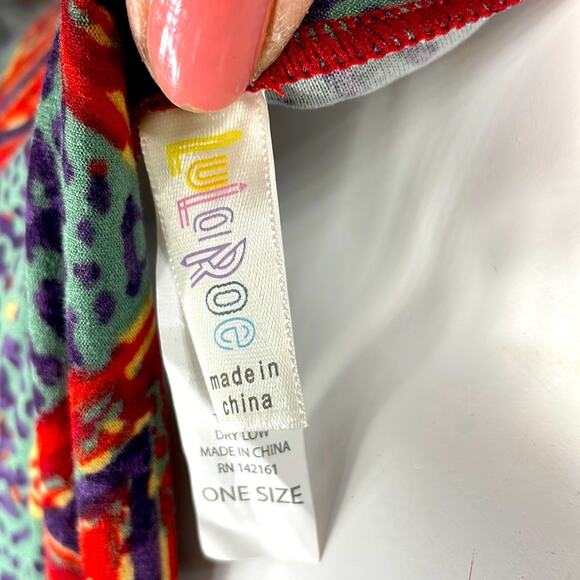 LuLaRoe
made in
china
DRY LOW
MADE IN CHINA
RN 142161
ONE SIZE